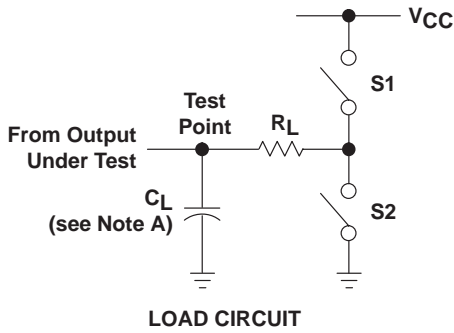 VCC
S1
Test
Point
RL
From Output
Under Test
CL
(see Note A)
S2
LOAD CIRCUIT